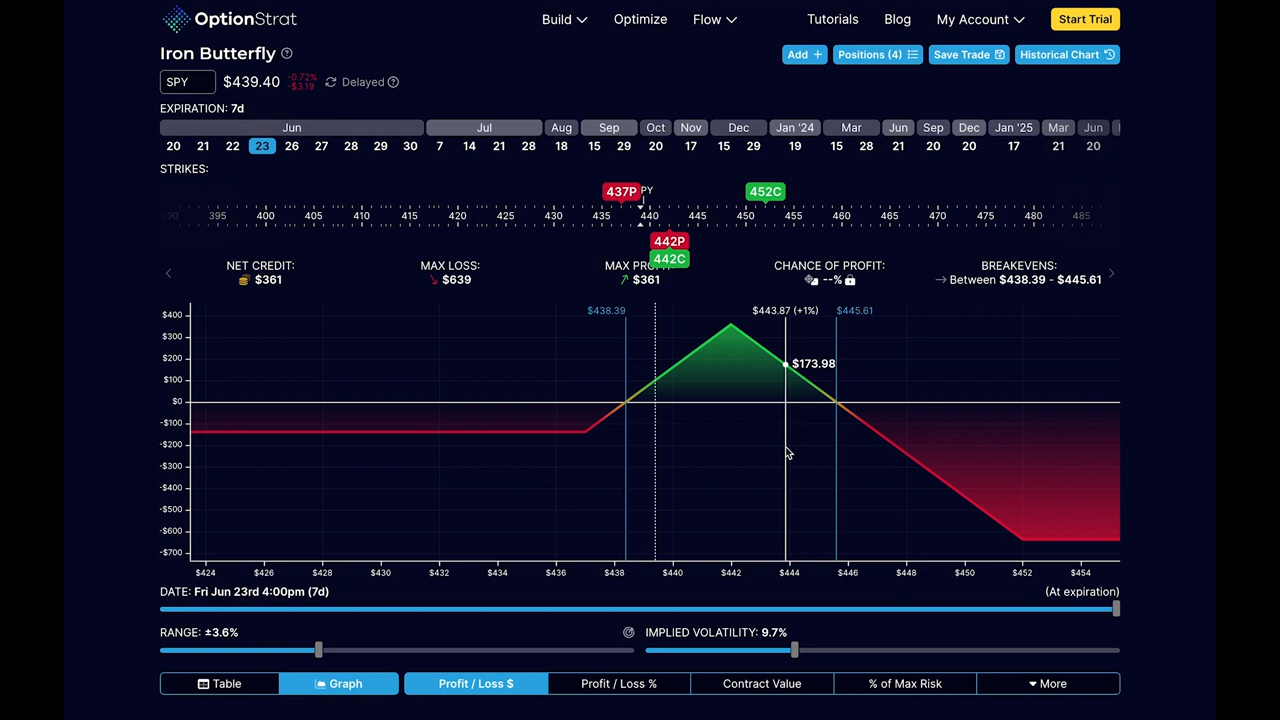 OptionStrat Build Optimize Flow Tutorials Blog My Account Start Trial
Iron Butterfly ? Add + Positions (4) Save Trade Historical Chart
SPY $439.40 -0.72% -$3.19 Delayed ?
EXPIRATION: 7d
Jun Jul Aug Sep Oct Nov Dec Jan '24 Mar Jun Sep Dec Jan '25 Mar Jun
20 21 22 23 26 27 28 29 30 7 14 21 28 18 15 29 20 17 15 29 19 15 28 21 20 20 17 21 20
STRIKES:
437P PY 452C
390 395 400 405 410 415 420 425 430 435 440 445 450 455 460 465 470 475 480 485
442P
442C
NET CREDIT: MAX LOSS: MAX PROFIT: CHANCE OF PROFIT: BREAKEVENS:
$361 $639 $361 --% Between $438.39 - $445.61
$438.39 $443.87 (+1%) $445.61
$400
$300
$200
$173.98
$100
$0
-$100
-$200
-$300
-$400
-$500
-$600
-$700
$424 $426 $428 $430 $432 $434 $436 $438 $440 $442 $444 $446 $448 $450 $452 $454
DATE: Fri Jun 23rd 4:00pm (7d) (At expiration)
RANGE: ±3.6% IMPLIED VOLATILITY: 9.7%
Table Graph Profit / Loss $ Profit / Loss % Contract Value % of Max Risk More